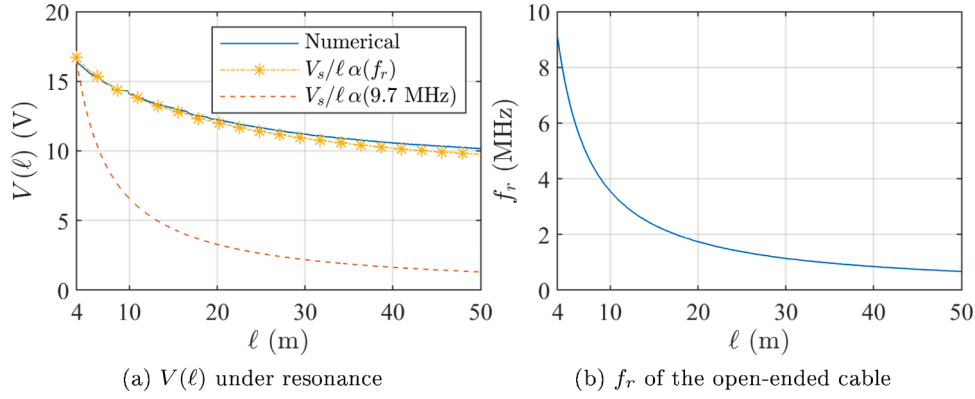 20
15
10
5
0
V(ℓ) (V)
4 10 20 30 40 50
ℓ (m)
Numerical
V_s/ℓ α(f_r)
V_s/ℓ α(9.7 MHz)
(a) V(ℓ) under resonance
10
8
6
4
2
0
f_r (MHz)
4 10 20 30 40 50
ℓ (m)
(b) f_r of the open-ended cable